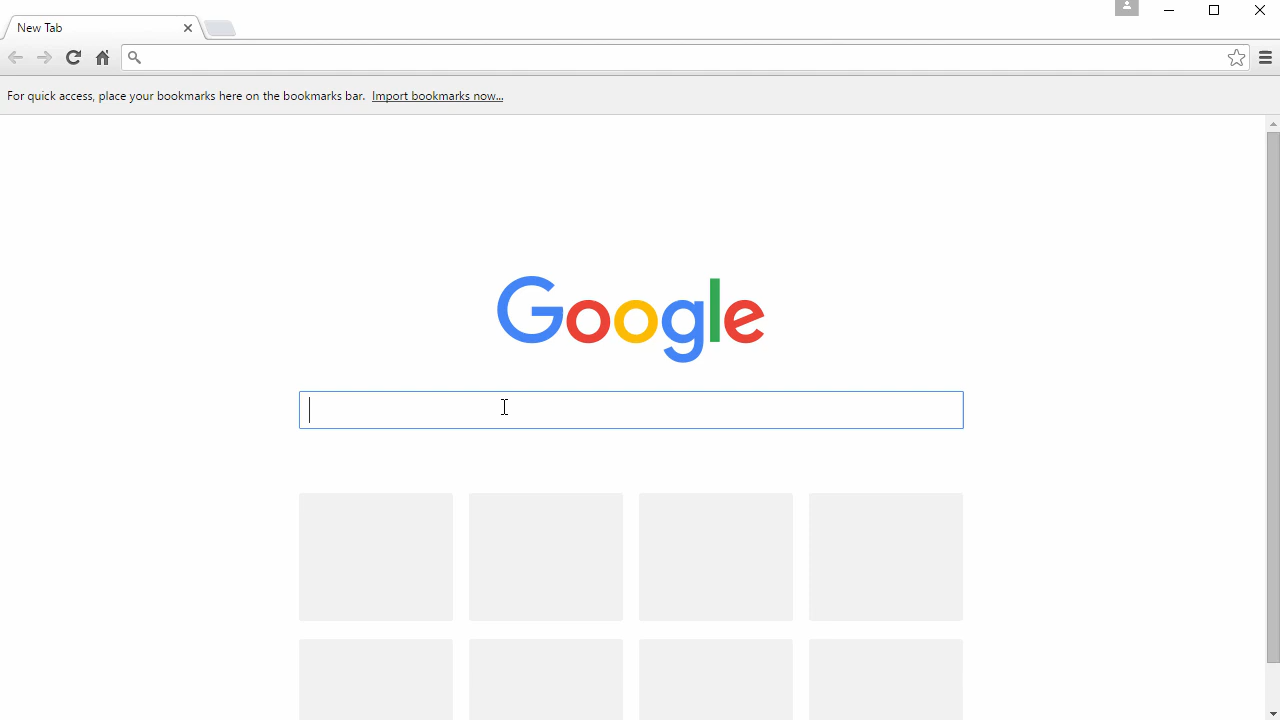 New Tab
For quick access, place your bookmarks here on the bookmarks bar. Import bookmarks now...
Google